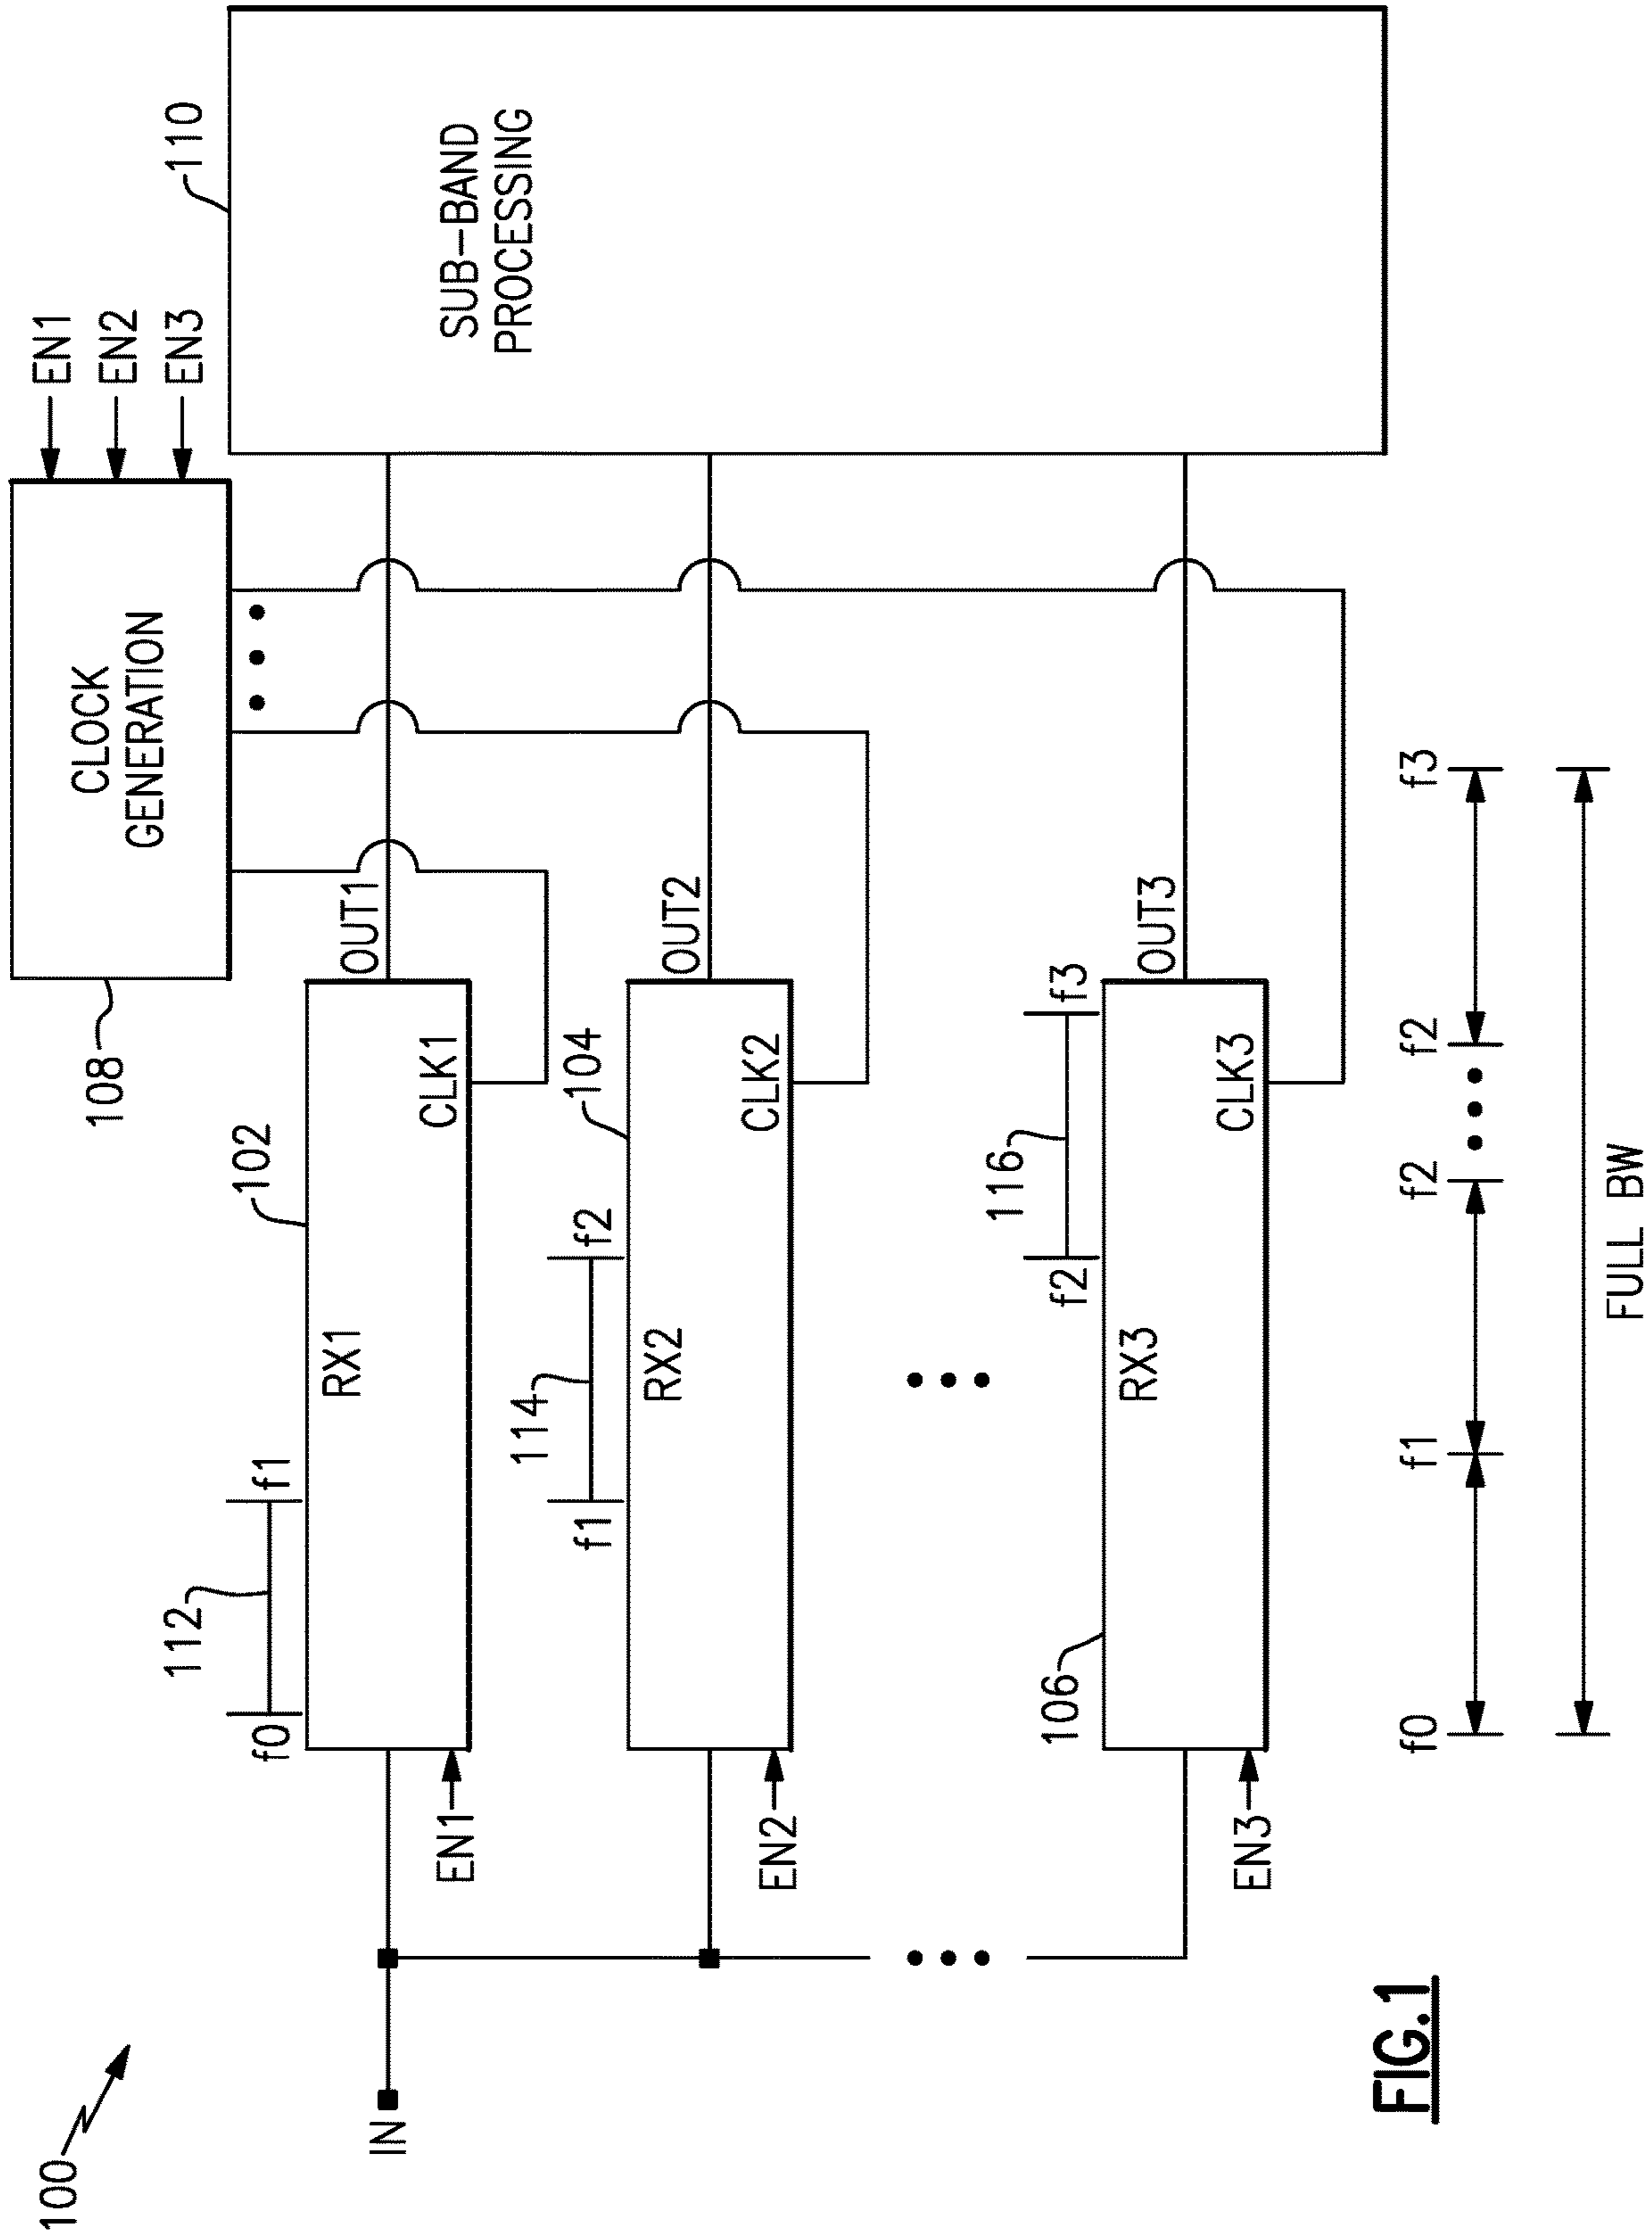 100
108
CLOCK
GENERATION
EN1
EN2
EN3
110
SUB-BAND
PROCESSING
112
f0
f1
102
RX1
OUT1
CLK1
IN
EN1
114
f1
f2
104
RX2
OUT2
CLK2
EN2
116
f2
f3
106
RX3
OUT3
CLK3
EN3
f0
f1
f2
f2
f3
FULL BW
FIG.1